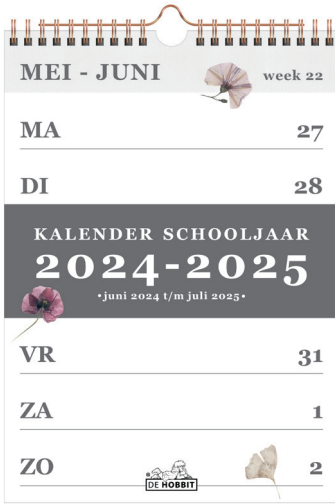 MEI - JUNI week 22
MA 27
DI 28
KALENDER SCHOOLJAAR
2024-2025
•juni 2024 t/m juli 2025•
VR 31
ZA 1
ZO 2
DE HOBBIT